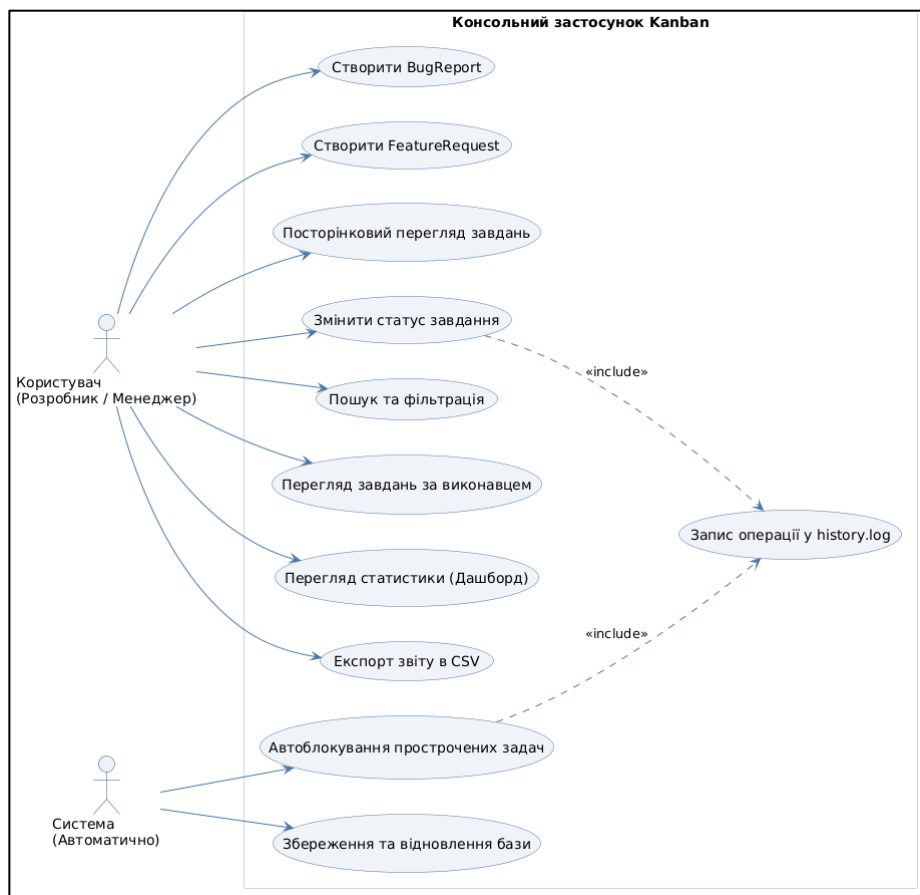 Консольний застосунок Kanban
Створити BugReport
Створити FeatureRequest
Посторінковий перегляд завдань
Змінити статус завдання
«include»
Користувач
(Розробник / Менеджер)
Пошук та фільтрація
Перегляд завдань за виконавцем
Запис операції у history.log
Перегляд статистики (Дашборд)
«include»
Експорт звіту в CSV
Автоблокування прострочених задач
Система
(Автоматично)
Збереження та відновлення бази